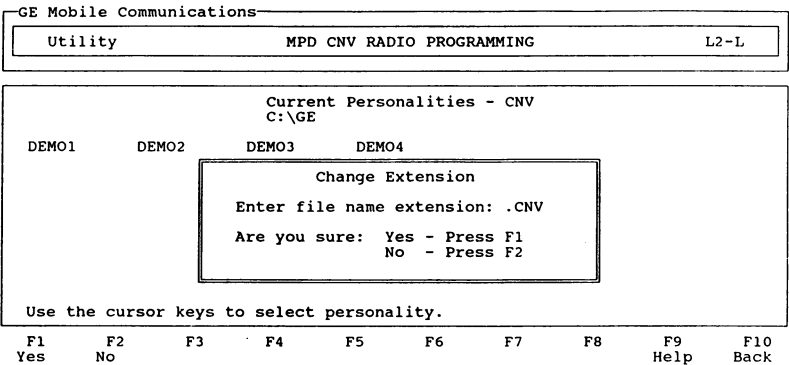 GE Mobile Communications
Utility MPD CNV RADIO PROGRAMMING L2-L
Current Personalities - CNV
C:\GE
DEMO1 DEMO2 DEMO3 DEMO4
Change Extension
Enter file name extension: .CNV
Are you sure: Yes - Press F1
No - Press F2
Use the cursor keys to select personality.
F1 F2 F3 F4 F5 F6 F7 F8 F9 F10
Yes No Help Back